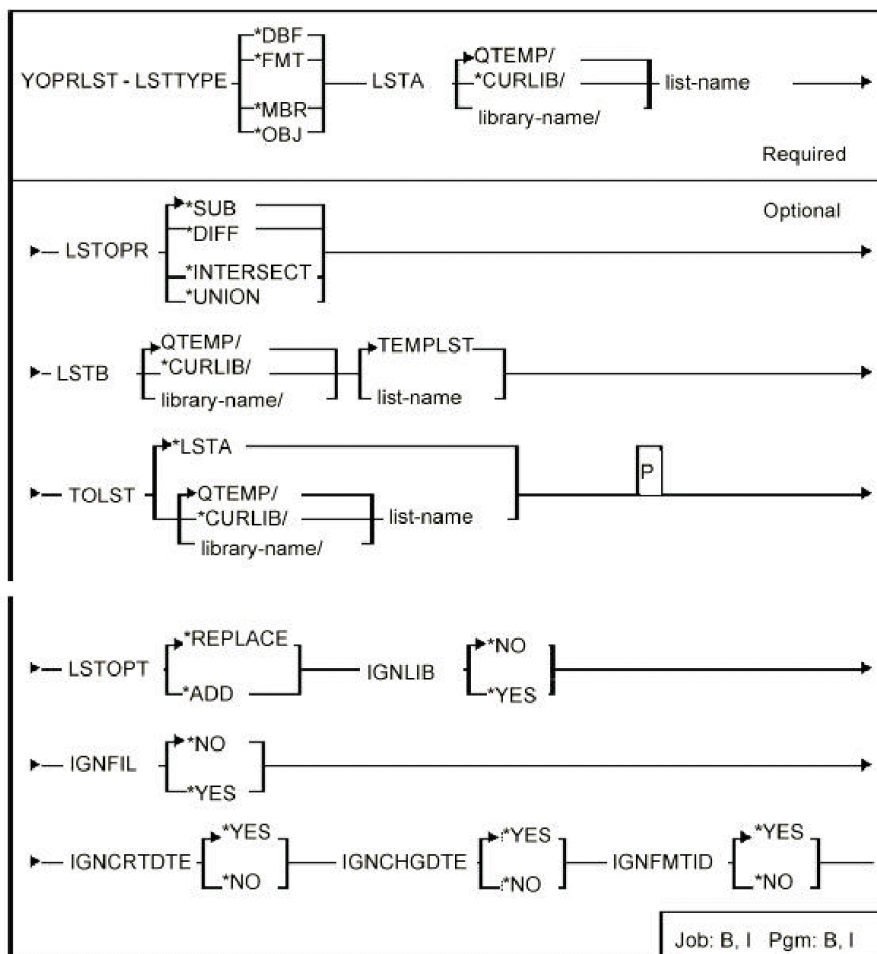 *DBF
*FMT
YOPRLST - LSTTYPE
*MBR
*OBJ
LSTA
QTEMP/
*CURLIB/
library-name/
list-name
Required
Optional
LSTOPR
*SUB
*DIFF
*INTERSECT
*UNION
LSTB
QTEMP/
*CURLIB/
library-name/
TEMPLST
list-name
TOLST
*LSTA
QTEMP/
*CURLIB/
library-name/
list-name
P
LSTOPT
*REPLACE
*ADD
IGNLIB
*NO
*YES
IGNFIL
*NO
*YES
IGNCRTDTE
*YES
*NO
IGNCHGDTE
*YES
*NO
IGNFMTID
*YES
*NO
Job: B, I Pgm: B, I